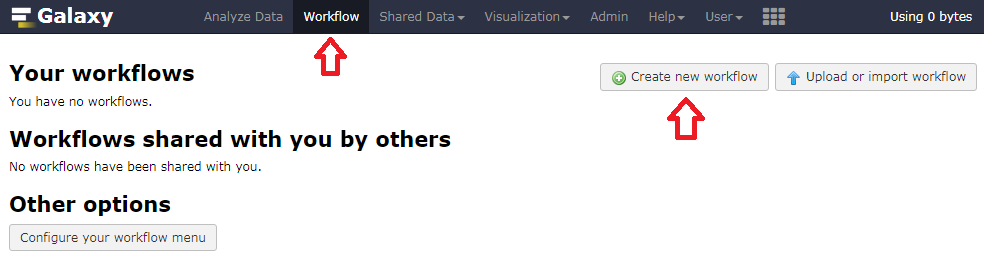 Galaxy Analyze Data Workflow Shared Data Visualization Admin Help User Using 0 bytes
Your workflows Create new workflow Upload or import workflow
You have no workflows.
Workflows shared with you by others
No workflows have been shared with you.
Other options
Configure your workflow menu